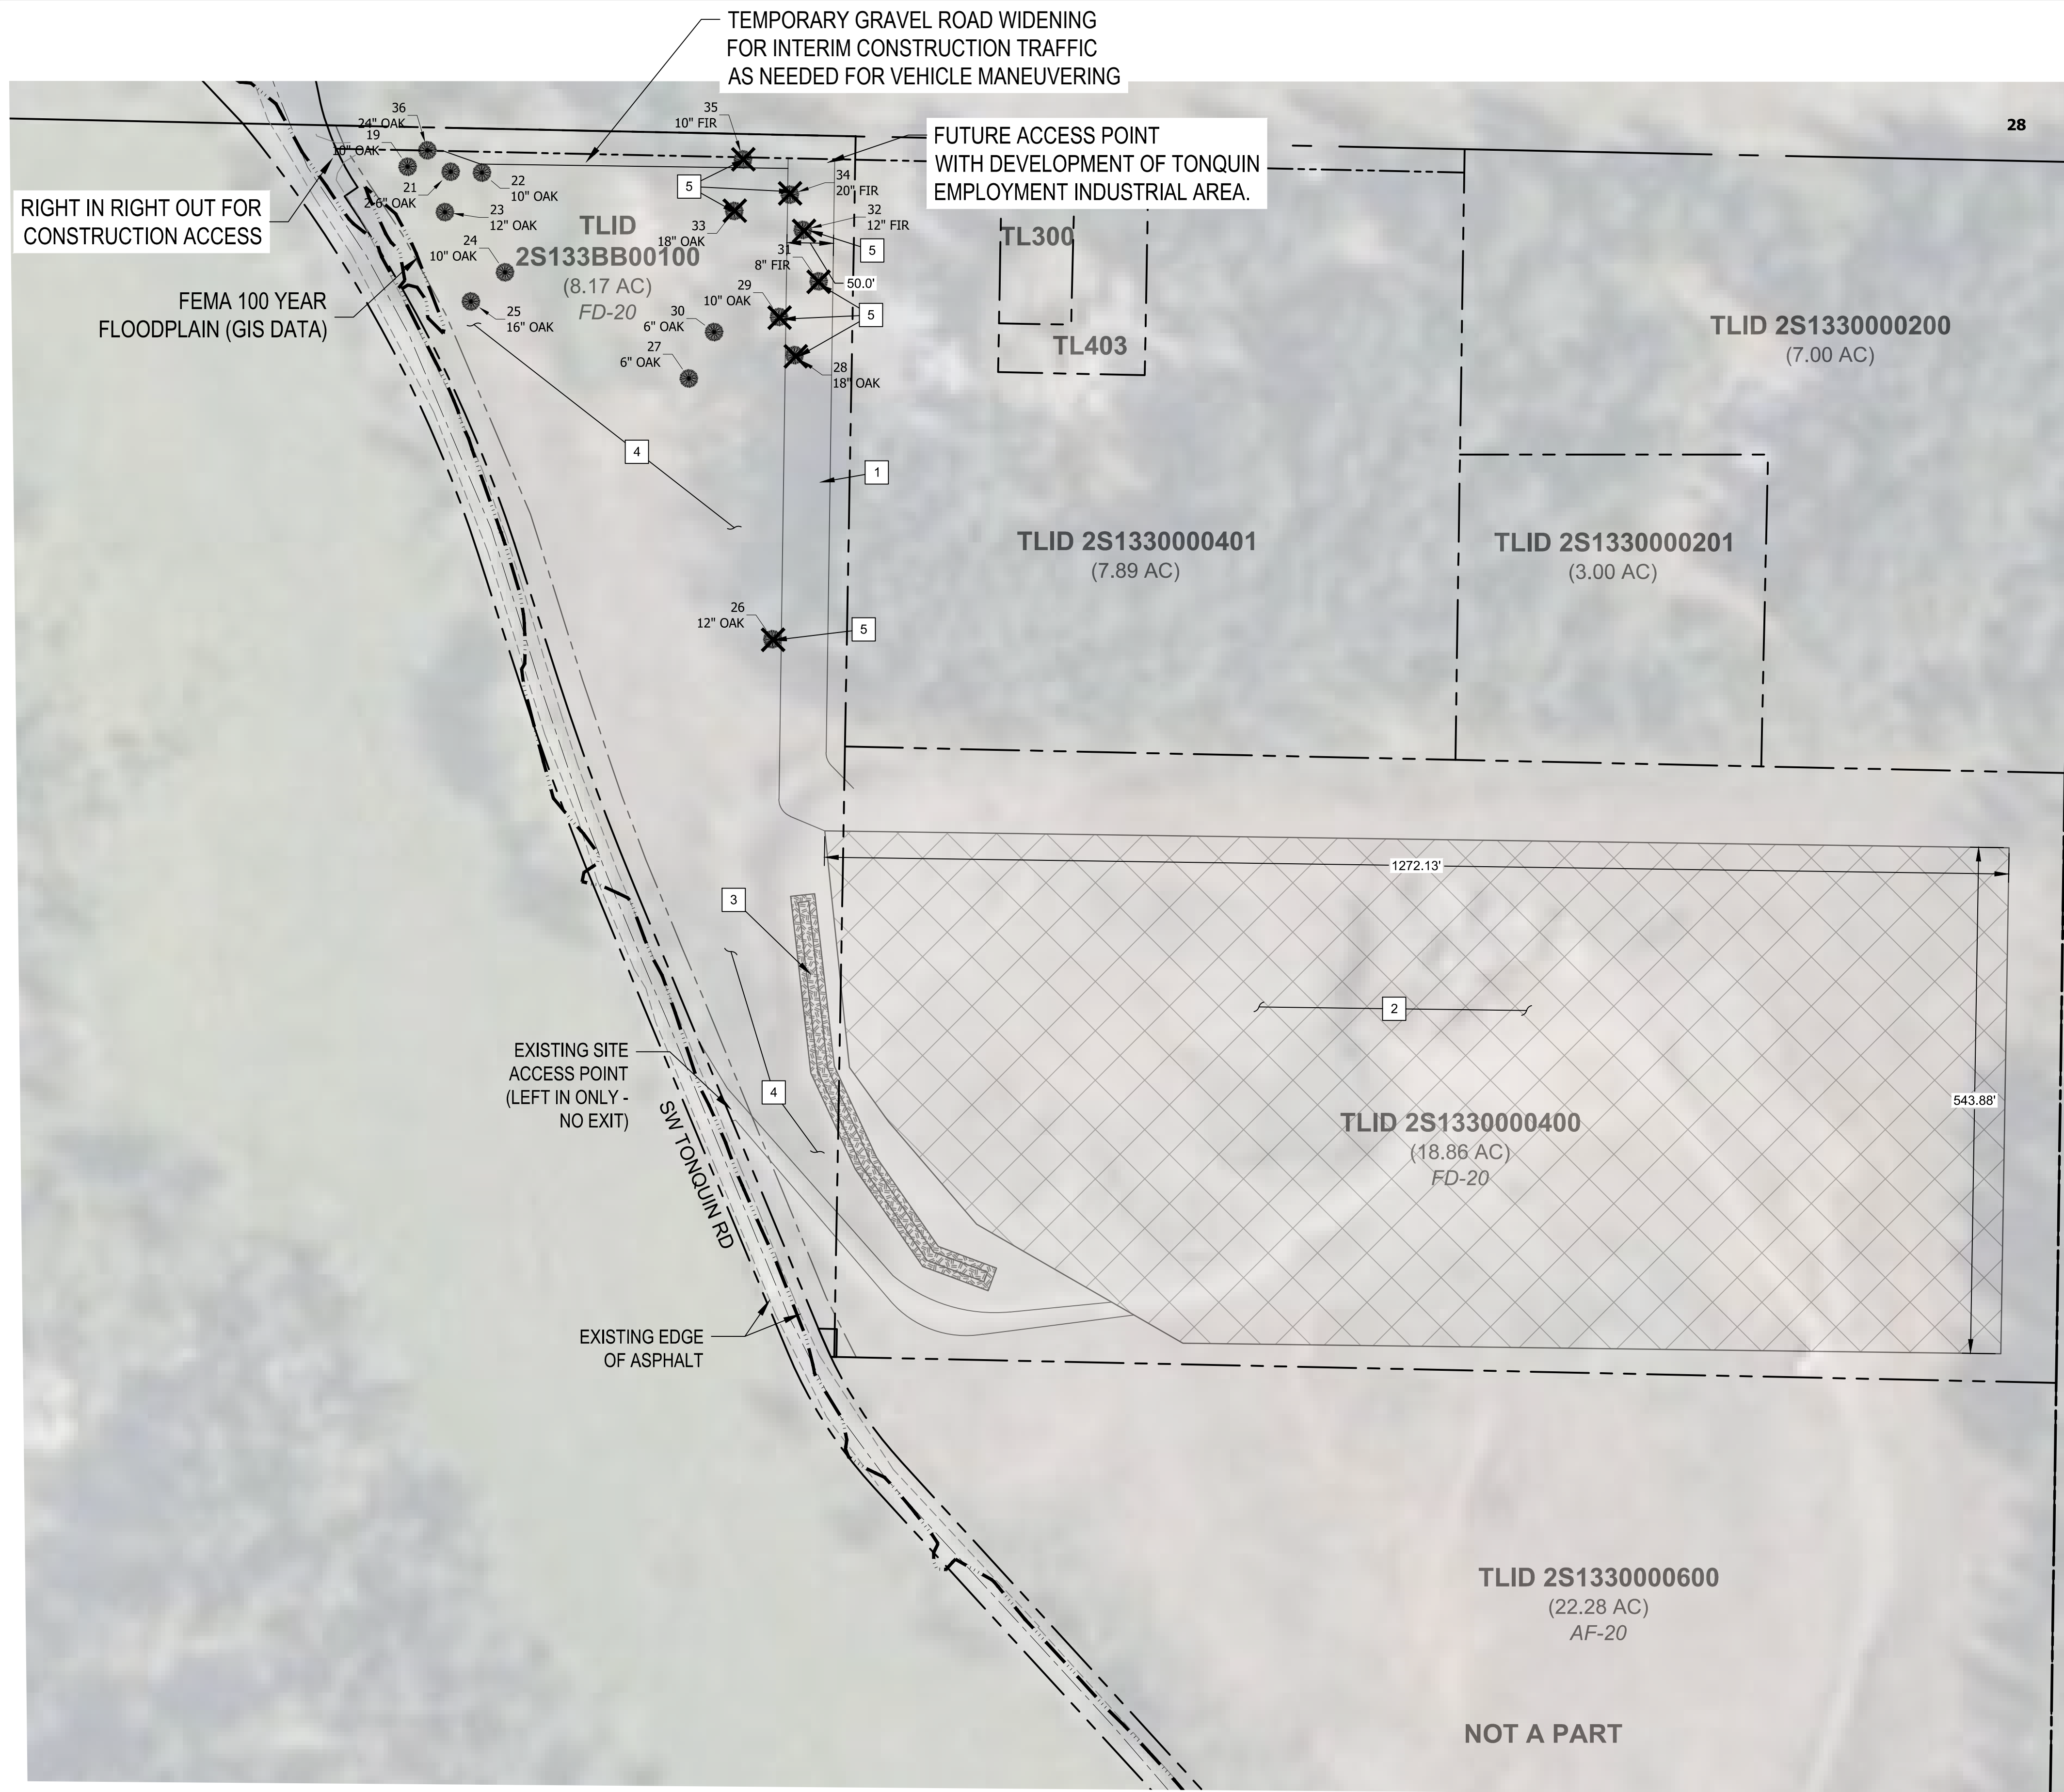 TEMPORARY GRAVEL ROAD WIDENING
FOR INTERIM CONSTRUCTION TRAFFIC
AS NEEDED FOR VEHICLE MANEUVERING
36
24" OAK
19
10" OAK
35
10" FIR
28
FUTURE ACCESS POINT
WITH DEVELOPMENT OF TONQUIN
EMPLOYMENT INDUSTRIAL AREA.
RIGHT IN RIGHT OUT FOR
CONSTRUCTION ACCESS
21
2-6" OAK
22
10" OAK
23
12" OAK
24
10" OAK
25
16" OAK
FEMA 100 YEAR
FLOODPLAIN (GIS DATA)
TLID
2S133BB00100
(8.17 AC)
FD-20
5
34
20" FIR
33
18" OAK
32
12" FIR
5
31
8" FIR
50.0'
29
10" OAK
5
30
6" OAK
27
6" OAK
28
18" OAK
TL300
TL403
TLID 2S1330000200
(7.00 AC)
4
1
TLID 2S1330000401
(7.89 AC)
TLID 2S1330000201
(3.00 AC)
26
12" OAK
5
1272.13'
3
2
EXISTING SITE
ACCESS POINT
(LEFT IN ONLY -
NO EXIT)
4
SW TONQUIN RD
543.88'
TLID 2S1330000400
(18.86 AC)
FD-20
EXISTING EDGE
OF ASPHALT
TLID 2S1330000600
(22.28 AC)
AF-20
NOT A PART